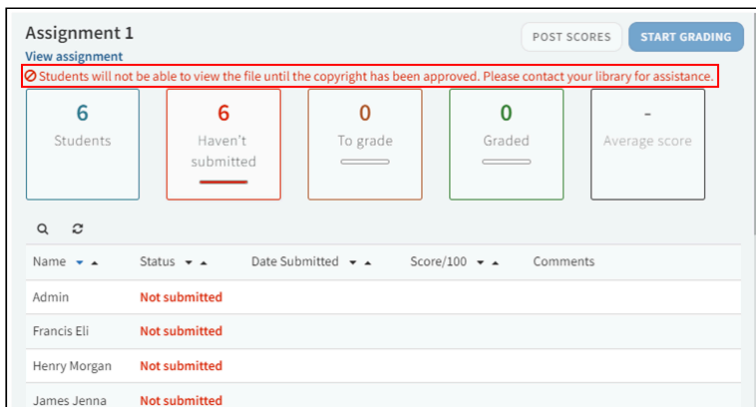 Assignment 1
POST SCORES
START GRADING
View assignment
Students will not be able to view the file until the copyright has been approved. Please contact your library for assistance.
6
Students
6
Haven't
submitted
0
To grade
0
Graded
-
Average score
Name
Status
Date Submitted
Score/100
Comments
Admin
Not submitted
Francis Eli
Not submitted
Henry Morgan
Not submitted
James Jenna
Not submitted